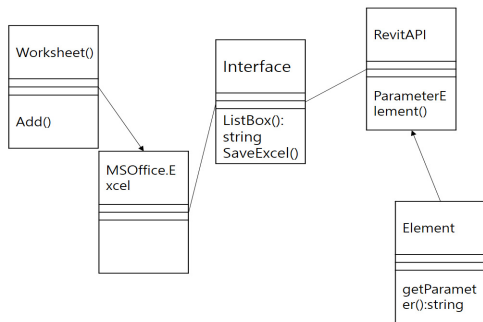 Worksheet()
Add()
MSOffice.E
xcel
Interface
ListBox():
string
SaveExcel()
RevitAPI
ParameterE
lement()
Element
getParamet
er():string